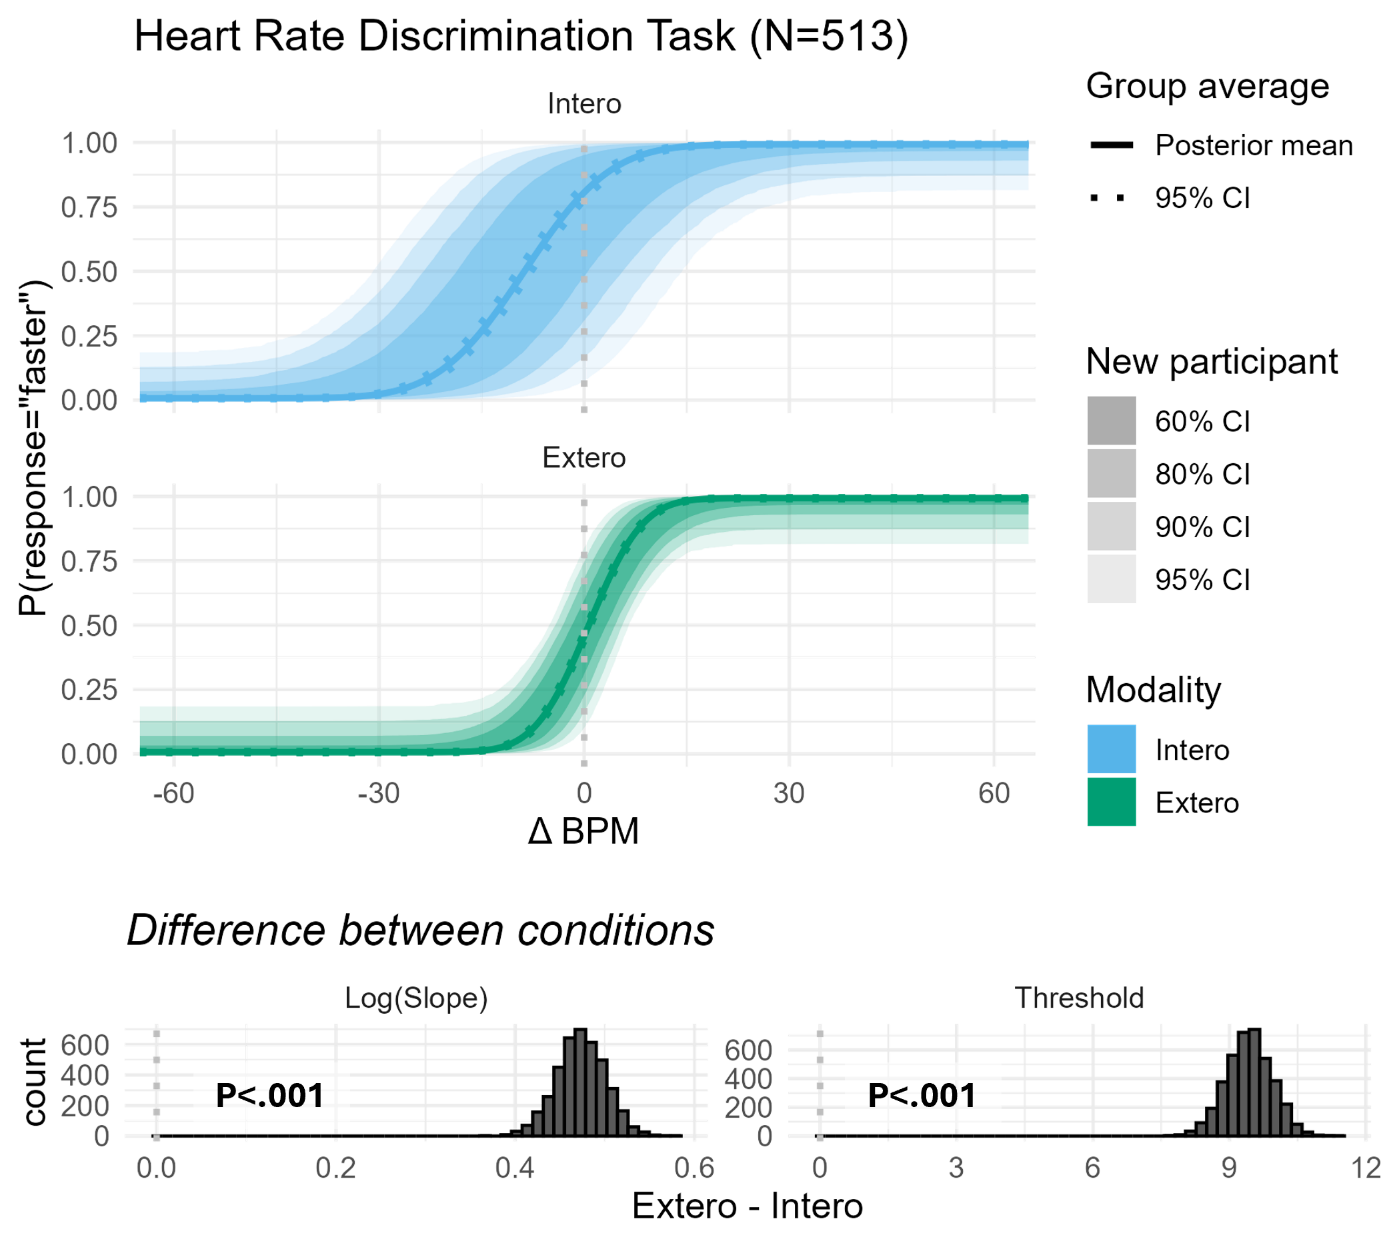 Heart Rate Discrimination Task (N=513)
Intero
1.00
0.75
0.50
0.25
0.00
Extero
1.00
0.75
0.50
0.25
0.00
-60 -30 0 30 60
Δ BPM
P(response="faster")
Group average
Posterior mean
95% CI
New participant
60% CI
80% CI
90% CI
95% CI
Modality
Intero
Extero
Difference between conditions
Log(Slope)
count
600
400
200
0
P<.001
0.0 0.2 0.4 0.6
Threshold
600
400
200
0
P<.001
0 3 6 9 12
Extero - Intero